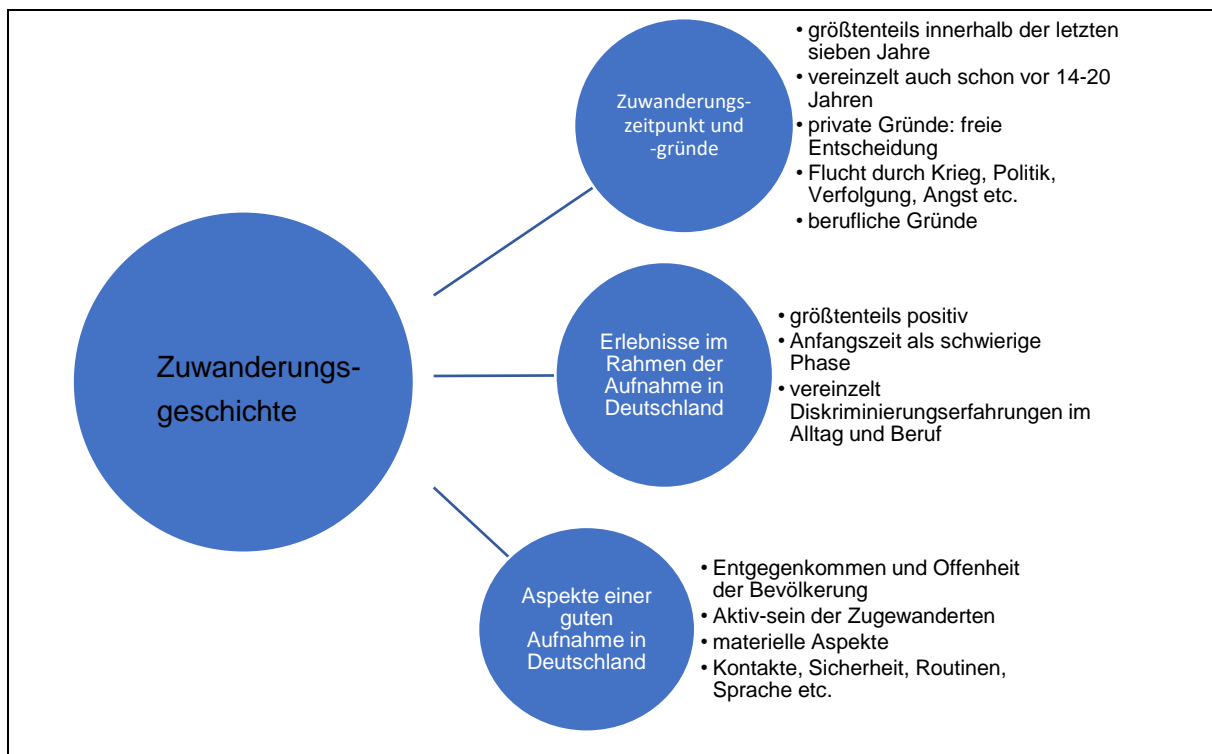 Zuwanderungs-
geschichte
Zuwanderungs-
zeitpunkt und
-gründe
• größtenteils innerhalb der letzten
sieben Jahre
• vereinzelt auch schon vor 14-20
Jahren
• private Gründe: freie
Entscheidung
• Flucht durch Krieg, Politik,
Verfolgung, Angst etc.
• berufliche Gründe
Erlebnisse im
Rahmen der
Aufnahme in
Deutschland
• größtenteils positiv
• Anfangszeit als schwierige
Phase
• vereinzelt
Diskriminierungserfahrungen im
Alltag und Beruf
Aspekte einer
guten
Aufnahme in
Deutschland
• Entgegenkommen und Offenheit
der Bevölkerung
• Aktiv-sein der Zugewanderten
• materielle Aspekte
• Kontakte, Sicherheit, Routinen,
Sprache etc.